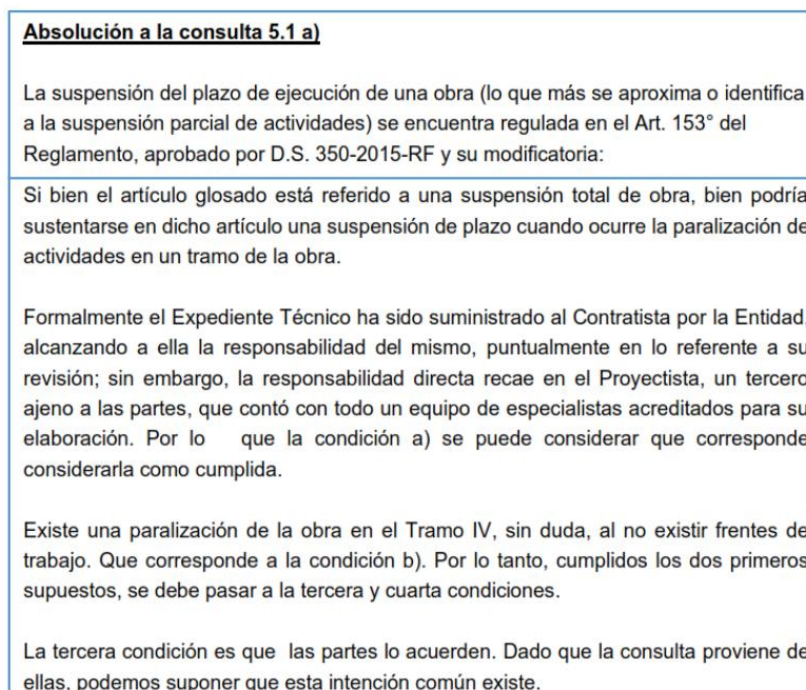 Absolución a la consulta 5.1 a)
La suspensión del plazo de ejecución de una obra (lo que más se aproxima o identifica
a la suspensión parcial de actividades) se encuentra regulada en el Art. 153° del
Reglamento, aprobado por D.S. 350-2015-RF y su modificatoria:
Si bien el artículo glosado está referido a una suspensión total de obra, bien podría
sustentarse en dicho artículo una suspensión de plazo cuando ocurre la paralización de
actividades en un tramo de la obra.
Formalmente el Expediente Técnico ha sido suministrado al Contratista por la Entidad,
alcanzando a ella la responsabilidad del mismo, puntualmente en lo referente a su
revisión; sin embargo, la responsabilidad directa recae en el Proyectista, un tercero
ajeno a las partes, que contó con todo un equipo de especialistas acreditados para su
elaboración. Por lo que la condición a) se puede considerar que corresponde
considerarla como cumplida.
Existe una paralización de la obra en el Tramo IV, sin duda, al no existir frentes de
trabajo. Que corresponde a la condición b). Por lo tanto, cumplidos los dos primeros
supuestos, se debe pasar a la tercera y cuarta condiciones.
La tercera condición es que las partes lo acuerden. Dado que la consulta proviene de
ellas, podemos suponer que esta intención común existe.